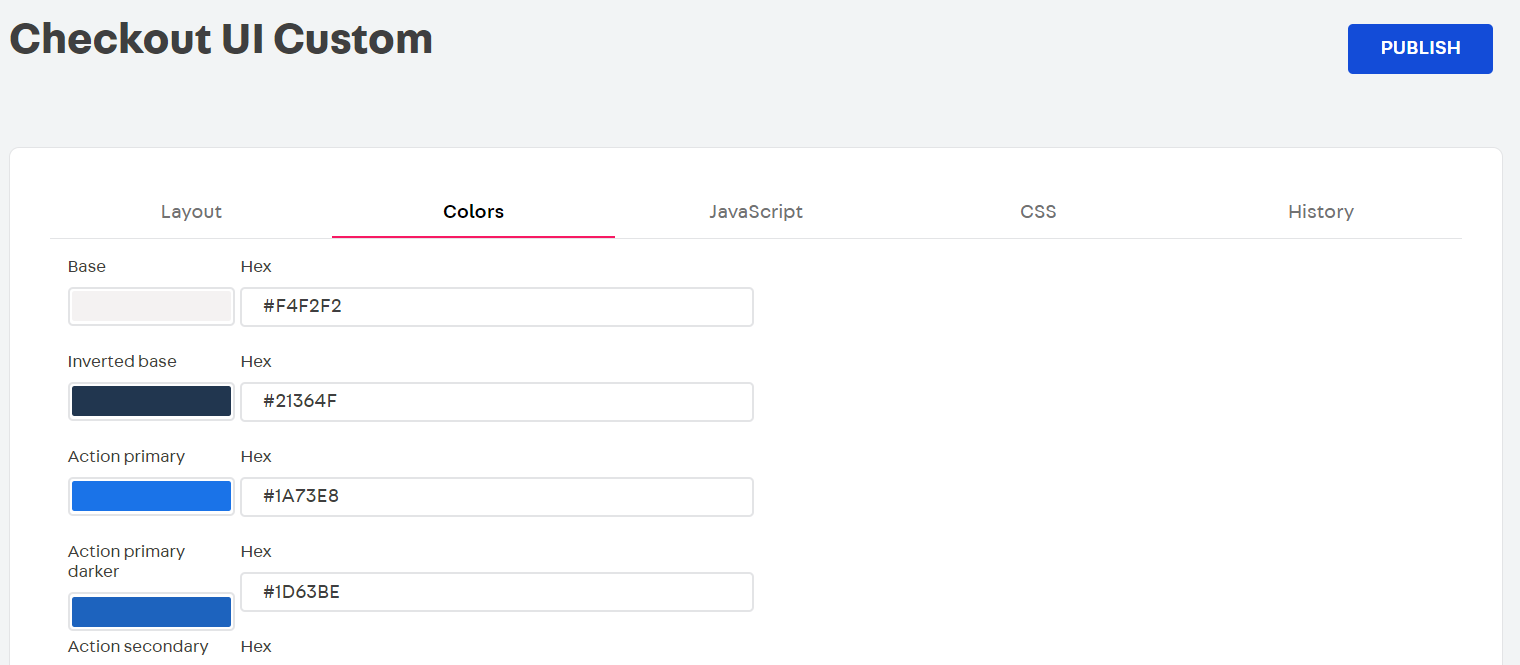 Checkout UI Custom
PUBLISH
Layout Colors JavaScript CSS History
Base Hex
#F4F2F2
Inverted base Hex
#21364F
Action primary Hex
#1A73E8
Action primary Hex
darker
#1D63BE
Action secondary Hex